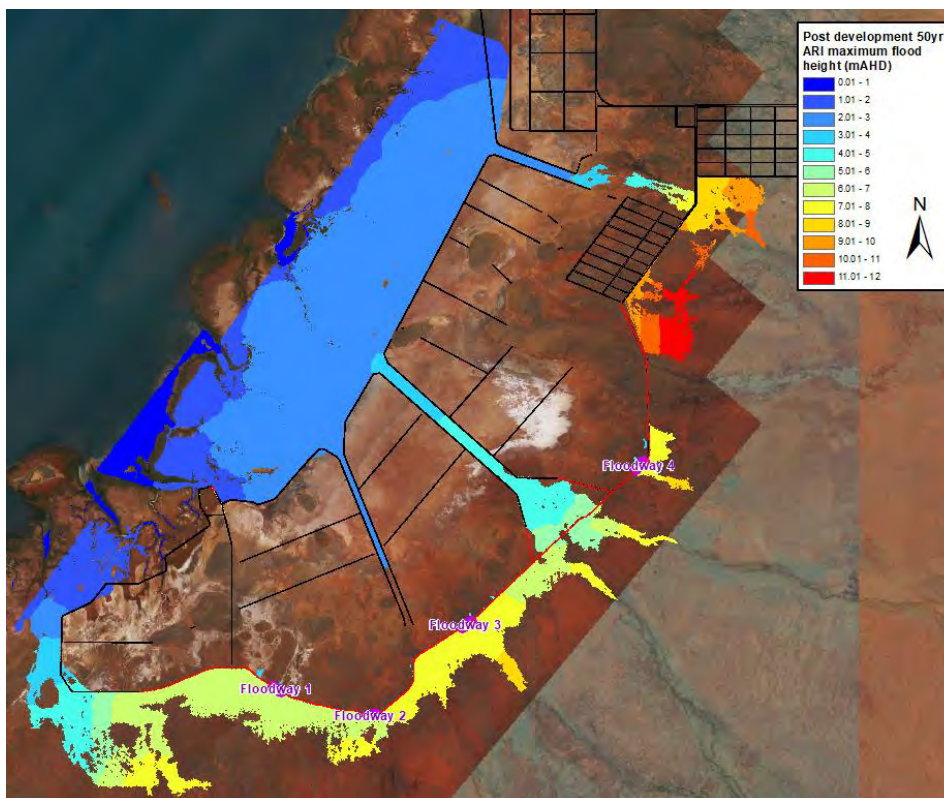 Post development 50yr
ARI maximum flood
height (mAHD)
0.01 - 1
1.01 - 2
2.01 - 3
3.01 - 4
4.01 - 5
5.01 - 6
6.01 - 7
7.01 - 8
8.01 - 9
9.01 - 10
10.01 - 11
11.01 - 12
N
Floodway 4
Floodway 3
Floodway 1
Floodway 2